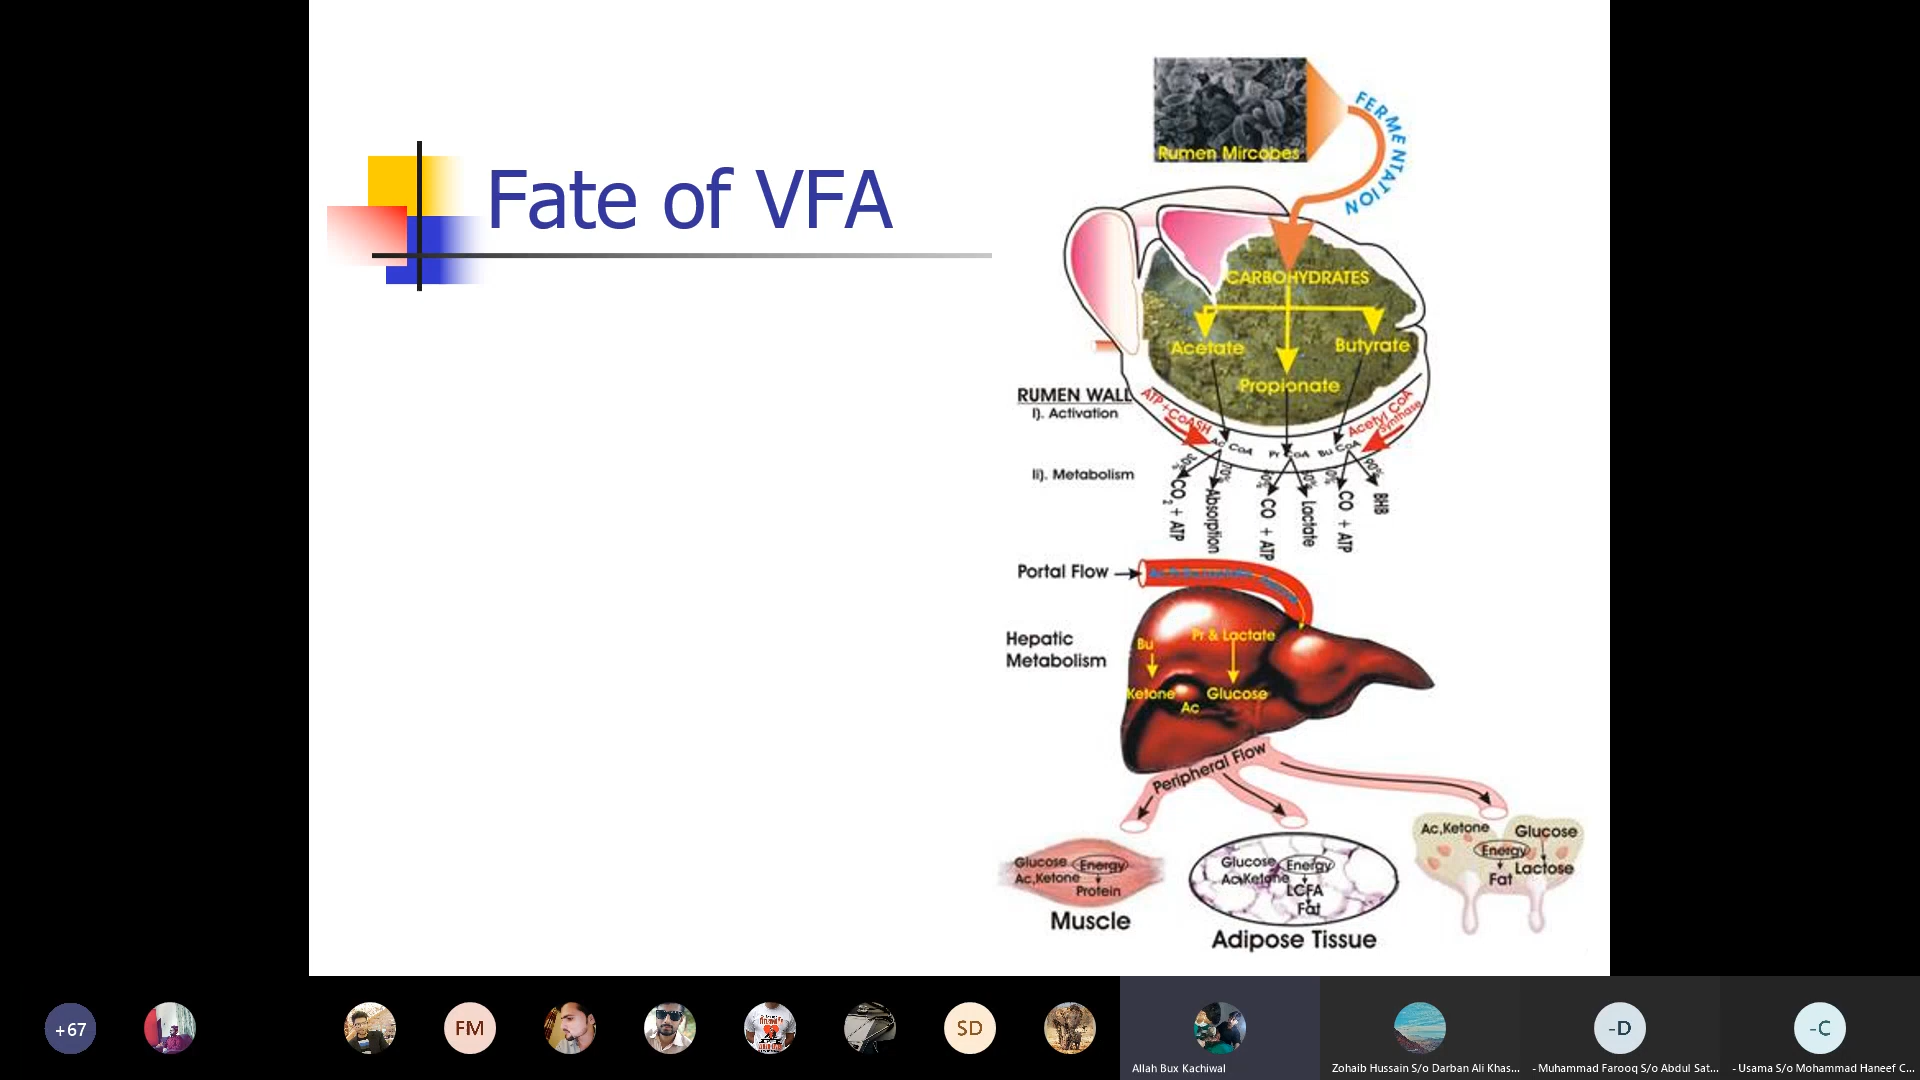 Fate of VFA
Rumen Mircobes
FERMENTATION
CARBOHYDRATES
Acetate
Butyrate
Propionate
RUMEN WALL
I). Activation
ATP+CoASH
Acetyl CoA
Synthase
Ac CoA
Pr CoA
Bu CoA
Ii). Metabolism
30%
70%
90%
CO2 + ATP
Absorption
CO + ATP
Lactate
CO + ATP
BHB
Portal Flow
Hepatic
Metabolism
Bu
Pr & Lactate
Ketone
Glucose
Ac
Peripheral Flow
Glucose Energy
Ac,Ketone
Protein
Muscle
Glucose Energy
Ac,Ketone
LCFA
Fat
Adipose Tissue
Ac,Ketone Glucose
Energy
Lactose
Fat
+67
FM
SD
-D
-C
Allah Bux Kachiwal
Zohaib Hussain S/o Darban Ali Khas...
- Muhammad Farooq S/o Abdul Sat...
- Usama S/o Mohammad Haneef C...